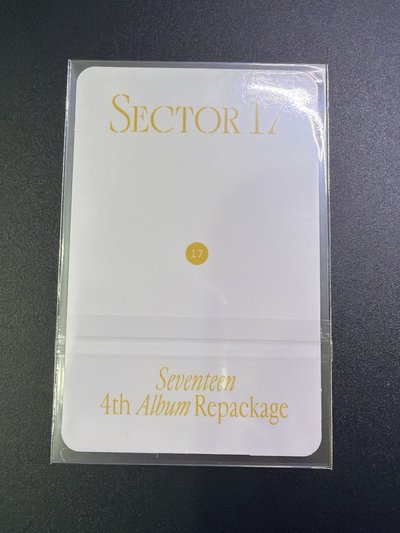 SECTOR 17
17
Seventeen
4th Album Repackage